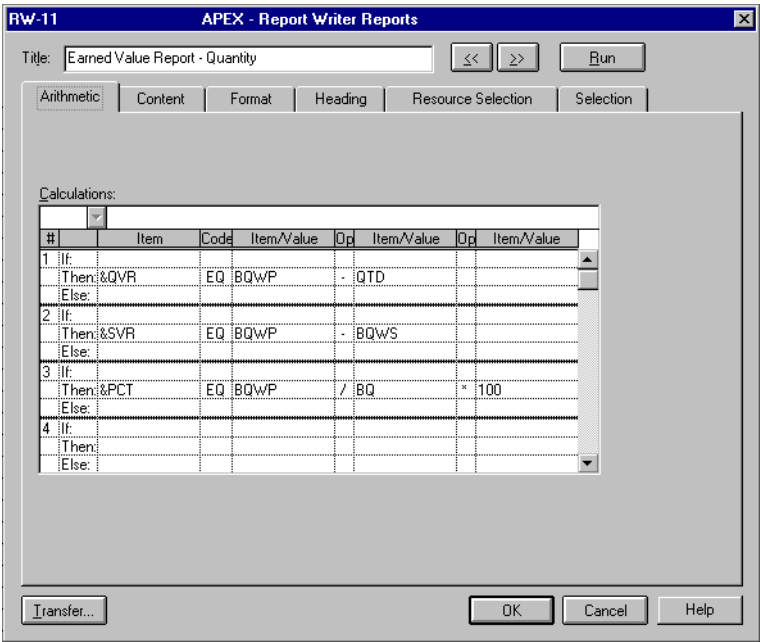 RW-11 APEX - Report Writer Reports X
Title: Earned Value Report - Quantity << >> Run
Arithmetic Content Format Heading Resource Selection Selection
Calculations:
# Item Code Item/Value Op Item/Value Op Item/Value
1 If:
Then: &QVR EQ BQWP - QTD
Else:
2 If:
Then: &SVR EQ BQWP - BQWS
Else:
3 If:
Then: &PCT EQ BQWP / BQ * 100
Else:
4 If:
Then:
Else:
Transfer... OK Cancel Help